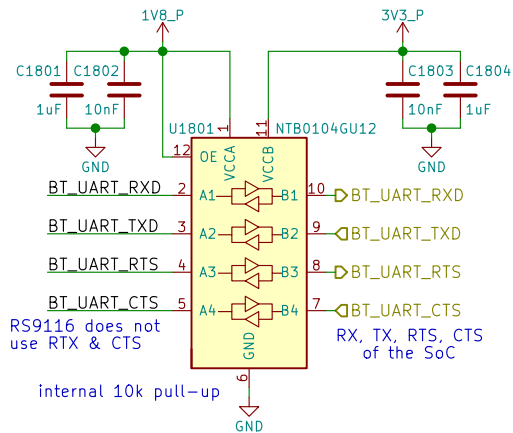 1V8_P
3V3_P
C1801
C1802
C1803
C1804
1uF
10nF
10nF
1uF
GND
GND
U1801
NTB0104GU12
1
11
12
OE
VCCA
VCCB
BT_UART_RXD
2
A1
B1
10
BT_UART_RXD
BT_UART_TXD
3
A2
B2
9
BT_UART_TXD
BT_UART_RTS
4
A3
B3
8
BT_UART_RTS
BT_UART_CTS
5
A4
B4
7
BT_UART_CTS
RS9116 does not
use RTX & CTS
GND
RX, TX, RTS, CTS
of the SoC
6
internal 10k pull-up
GND